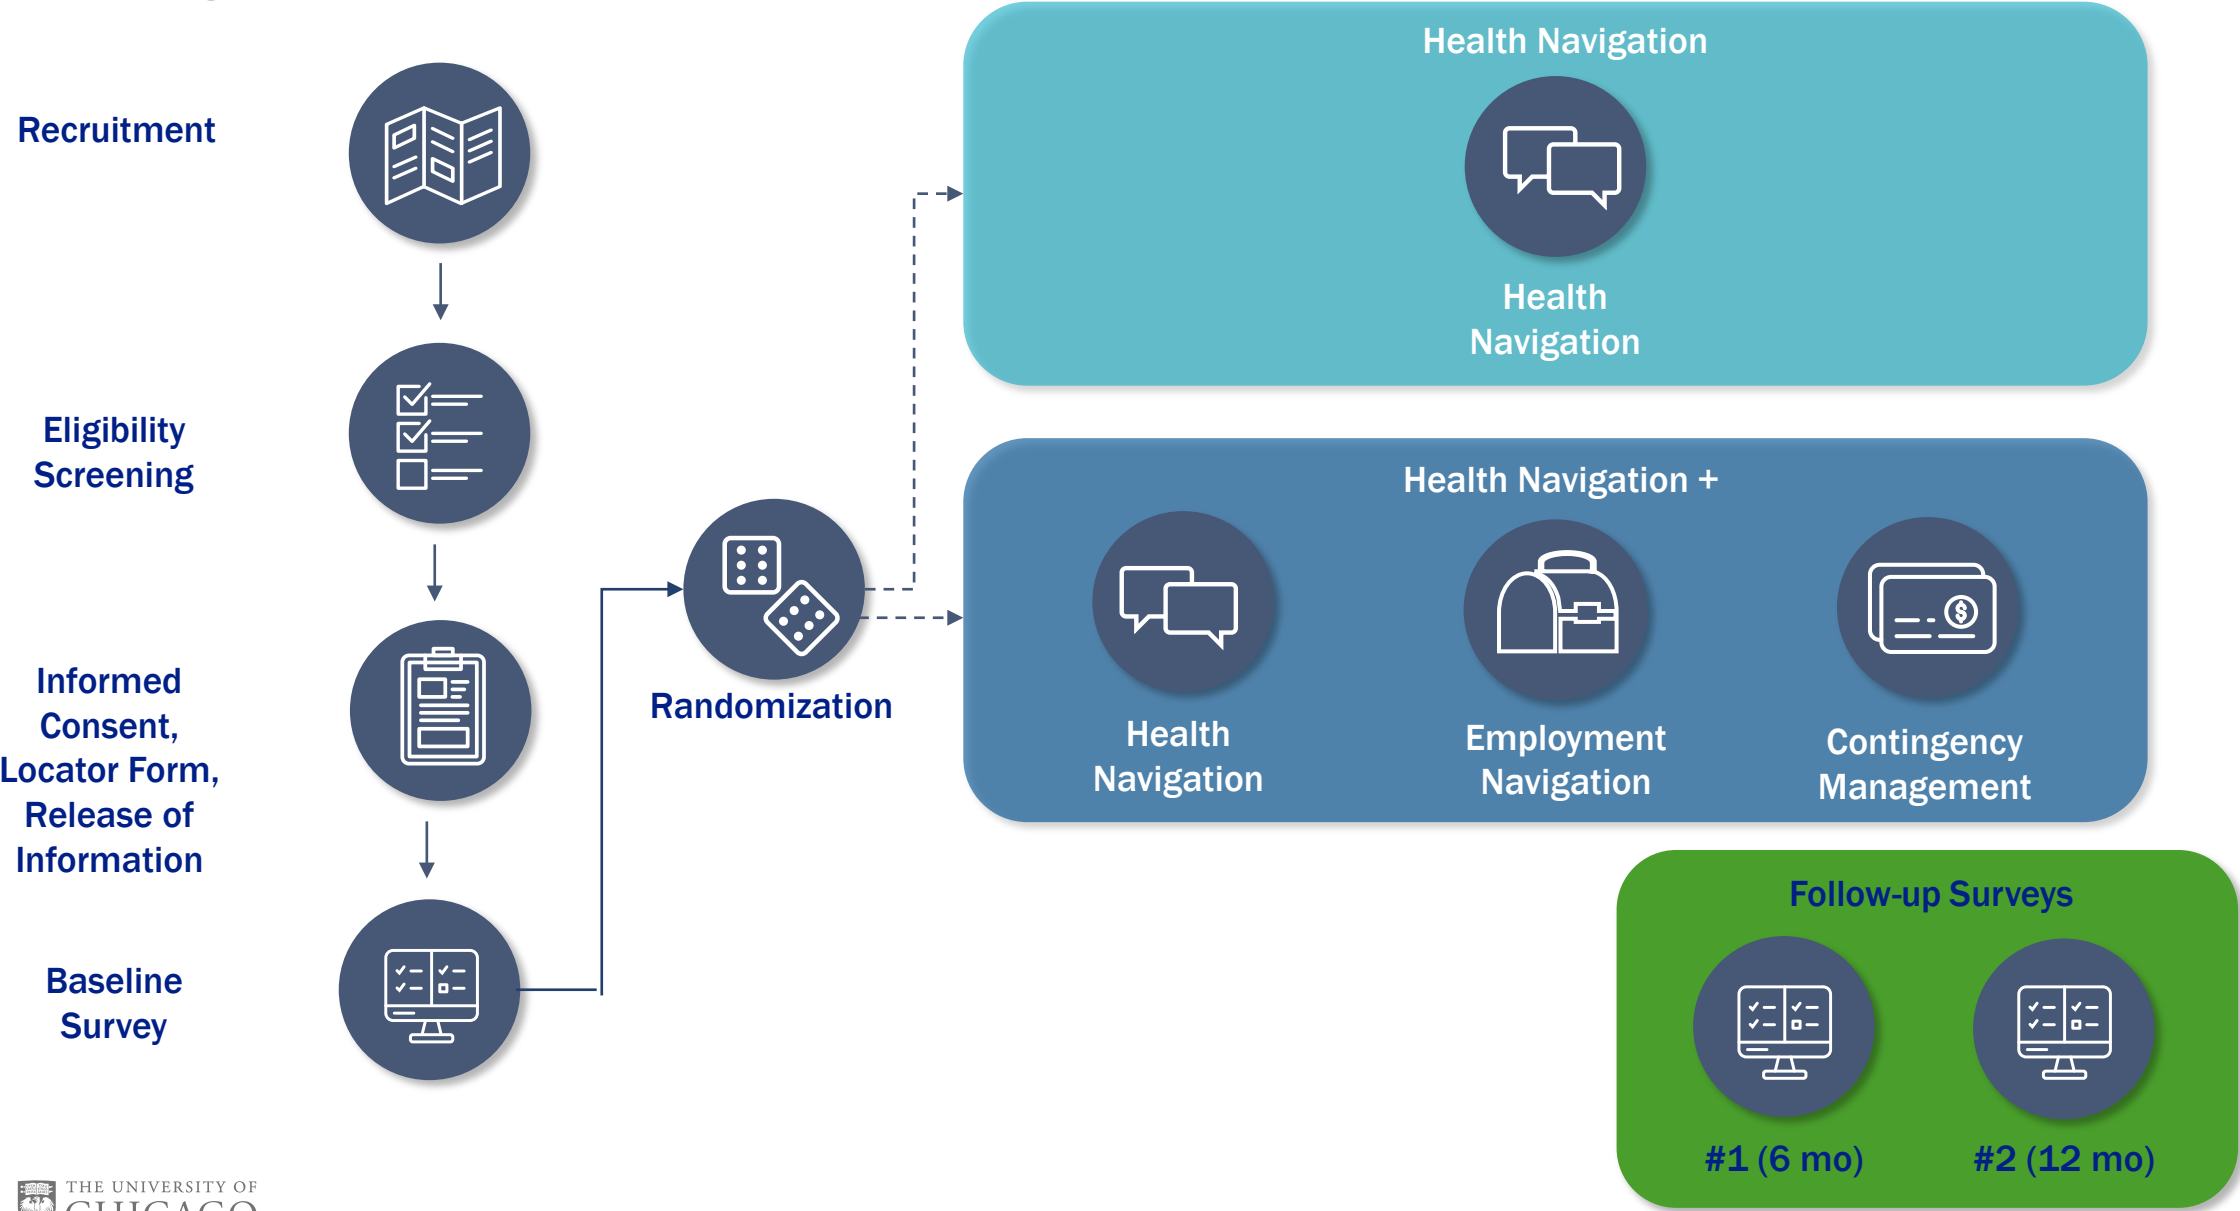 Recruitment
Eligibility
Screening
Informed
Consent,
Locator Form,
Release of
Information
Baseline
Survey
Randomization
Health Navigation
Health
Navigation
Health Navigation +
Health
Navigation
Employment
Navigation
Contingency
Management
Follow-up Surveys
#1 (6 mo)
#2 (12 mo)
THE UNIVERSITY OF
CHICAGO